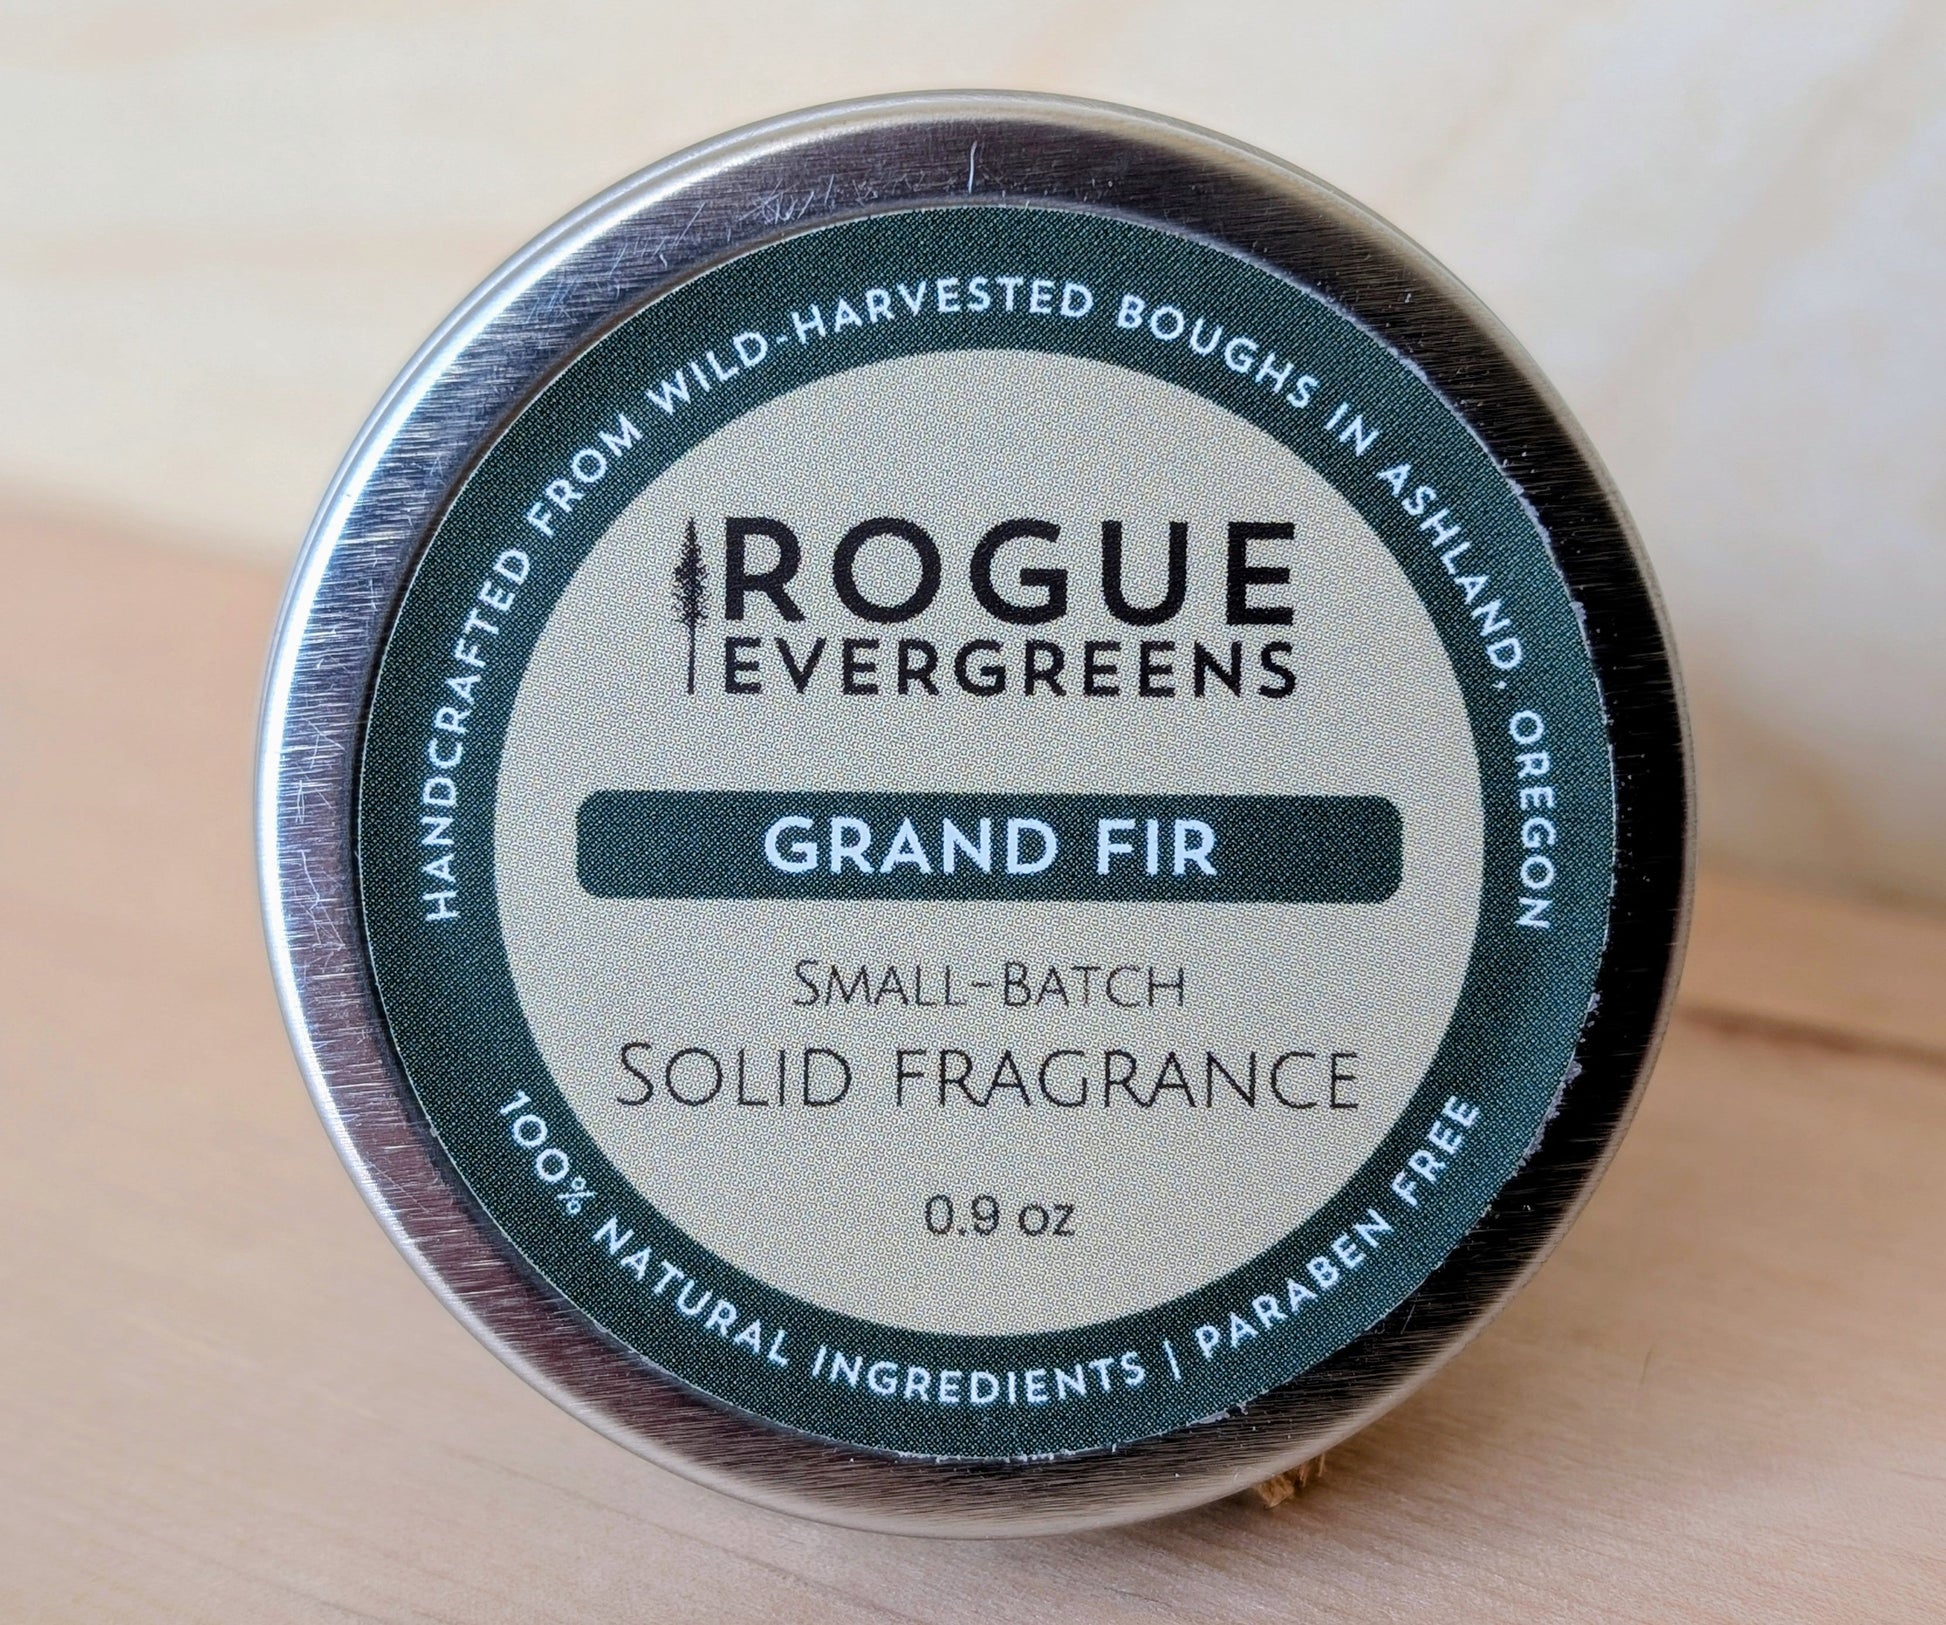 HANDCRAFTED FROM WILD-HARVESTED BOUGHS IN ASHLAND, OREGON
ROGUE
EVERGREENS
GRAND FIR
SMALL-BATCH
SOLID FRAGRANCE
0.9 oz
100% NATURAL INGREDIENTS | PARABEN FREE